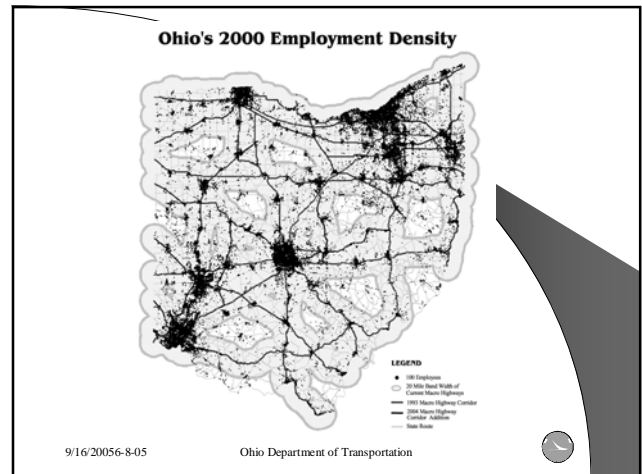 Ohio's 2000 Employment Density
LEGEND
100 Employees
20 Mile Band Width of
Current Macro Highways
1993 Macro Highway Corridor
2004 Macro Highway
Corridor Addition
State Route
9/16/20056-8-05
Ohio Department of Transportation